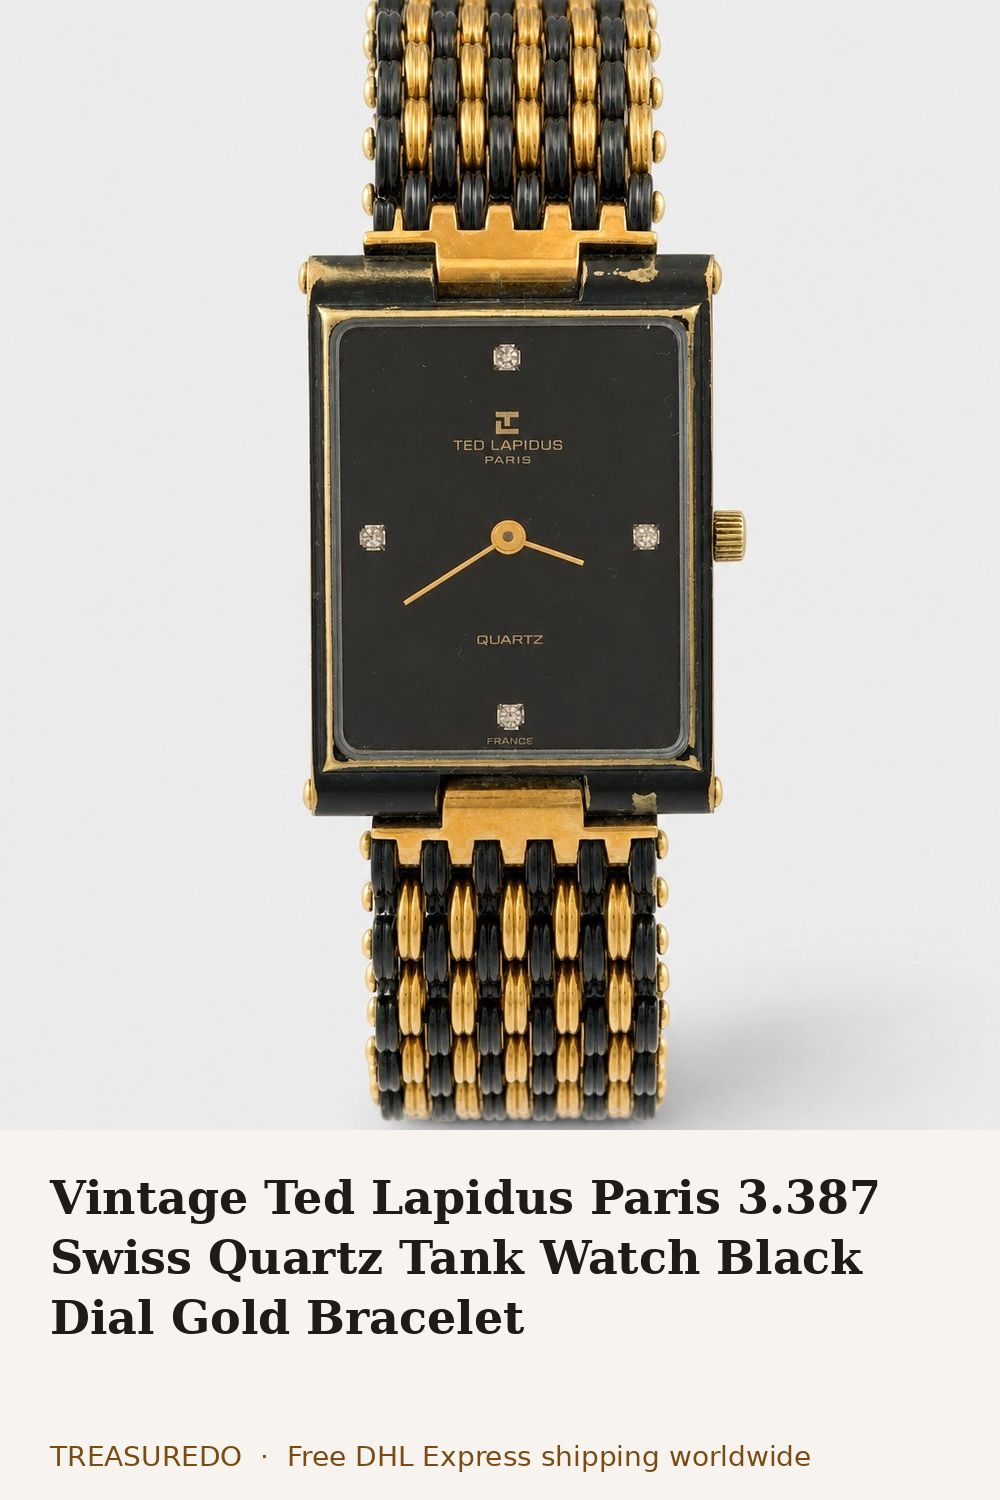 TED LAPIDUS
PARIS
QUARTZ
FRANCE
Vintage Ted Lapidus Paris 3.387
Swiss Quartz Tank Watch Black
Dial Gold Bracelet
TREASUREDO · Free DHL Express shipping worldwide